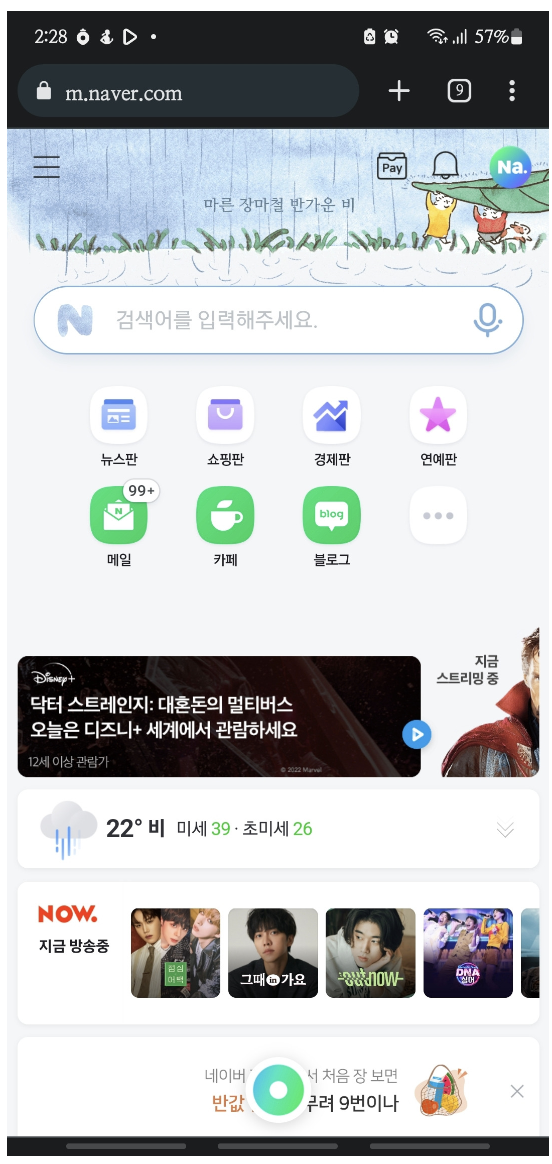 2:28
57%
m.naver.com
9
Pay
Na.
마른 장마철 반가운 비
N
검색어를 입력해주세요.
뉴스판 쇼핑판 경제판 연예판
N
99+
blog
메일 카페 블로그
Disney+
닥터 스트레인지: 대혼돈의 멀티버스
오늘은 디즈니+ 세계에서 관람하세요
12세 이상 관람가
© 2022 Marvel
지금
스트리밍 중
22° 비 미세 39 · 초미세 26
NOW.
지금 방송중
점심
어택
그때 in 가요
-OUTNOW-
DNA
싱어
네이버 서 처음 장 보면
반값 무려 9번이나